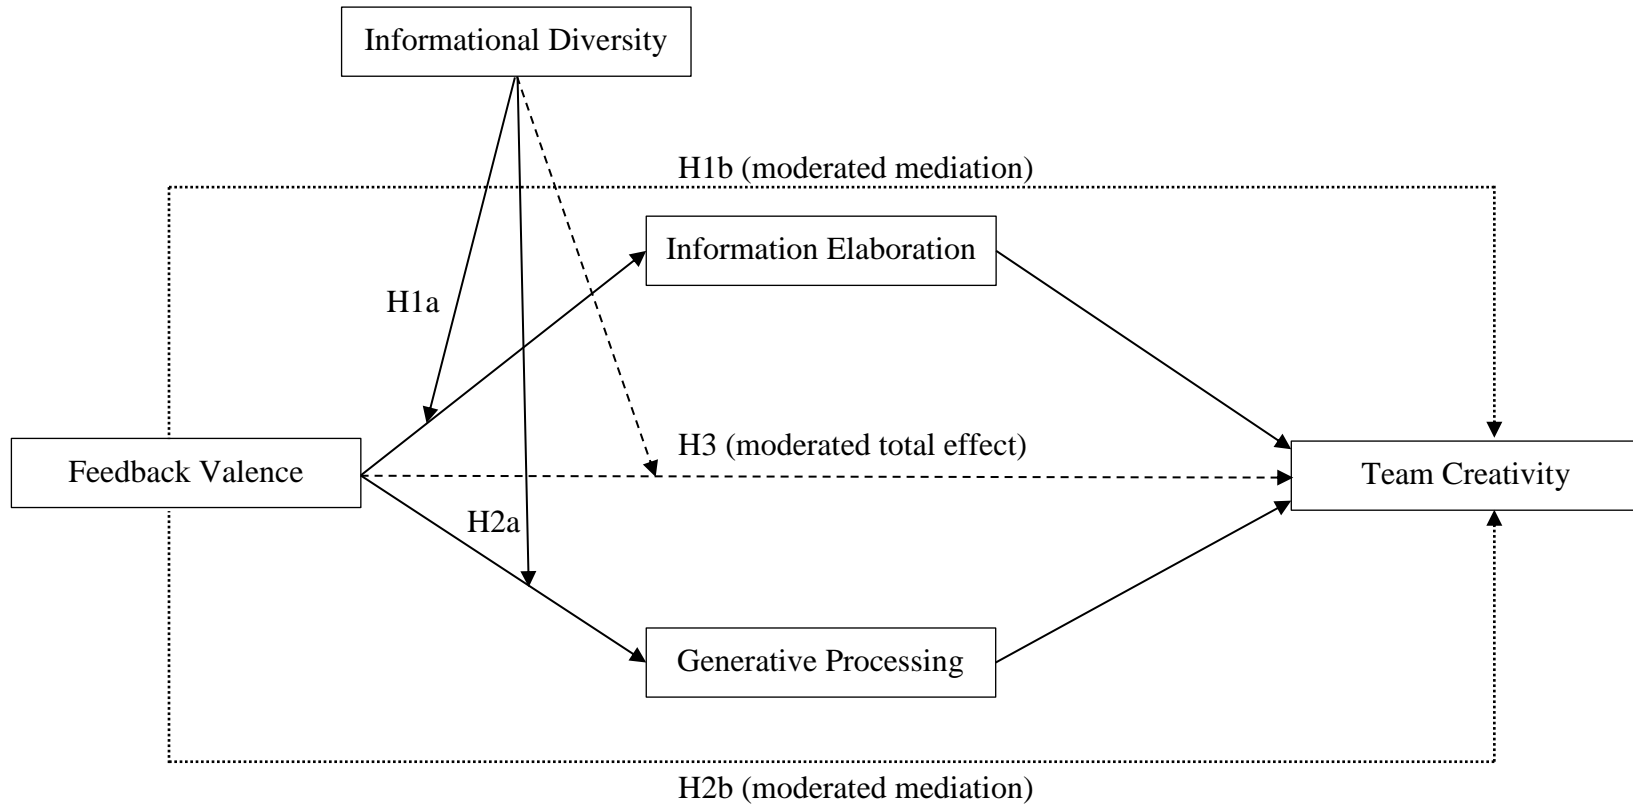 Informational Diversity
H1b (moderated mediation)
Information Elaboration
H1a
H3 (moderated total effect)
Feedback Valence
Team Creativity
H2a
Generative Processing
H2b (moderated mediation)